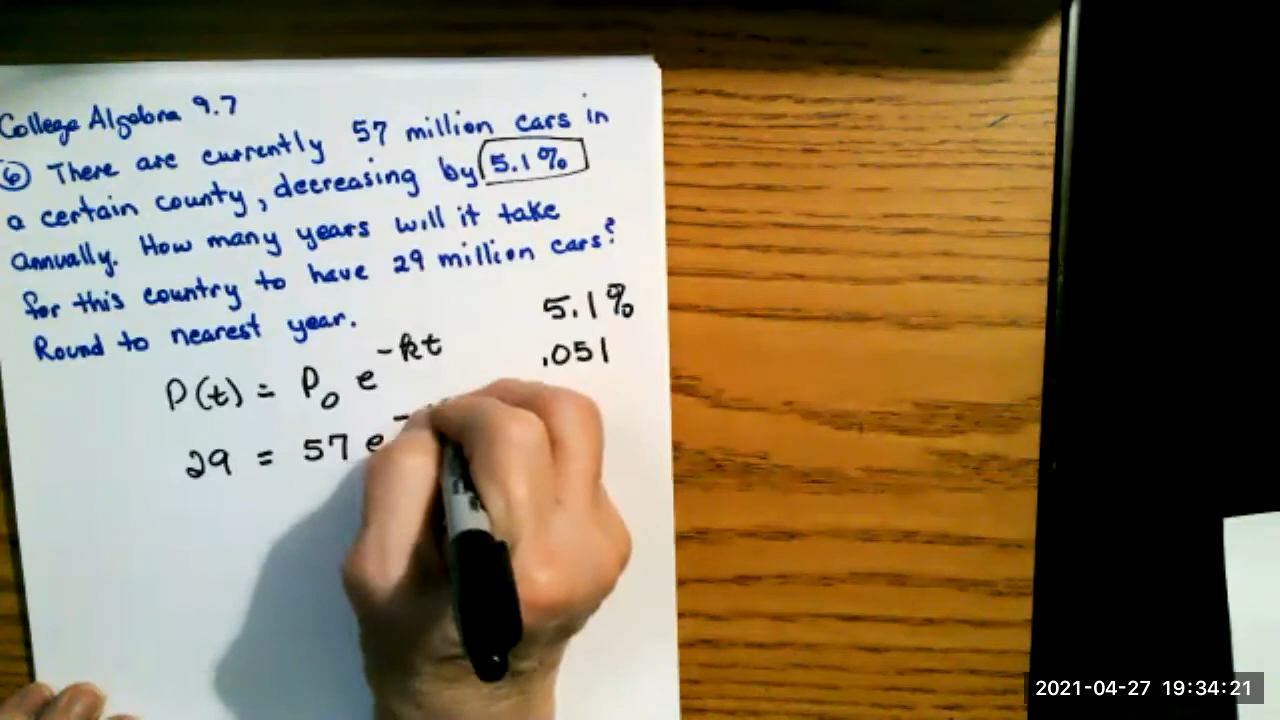 College Algebra 9.7
6 There are currently 57 million cars in
a certain county, decreasing by 5.1%
annually. How many years will it take
for this country to have 29 million cars?
Round to nearest year.
5.1%
.051
P(t) = P₀ e^-kt
29 = 57 e^-
2021-04-27 19:34:21